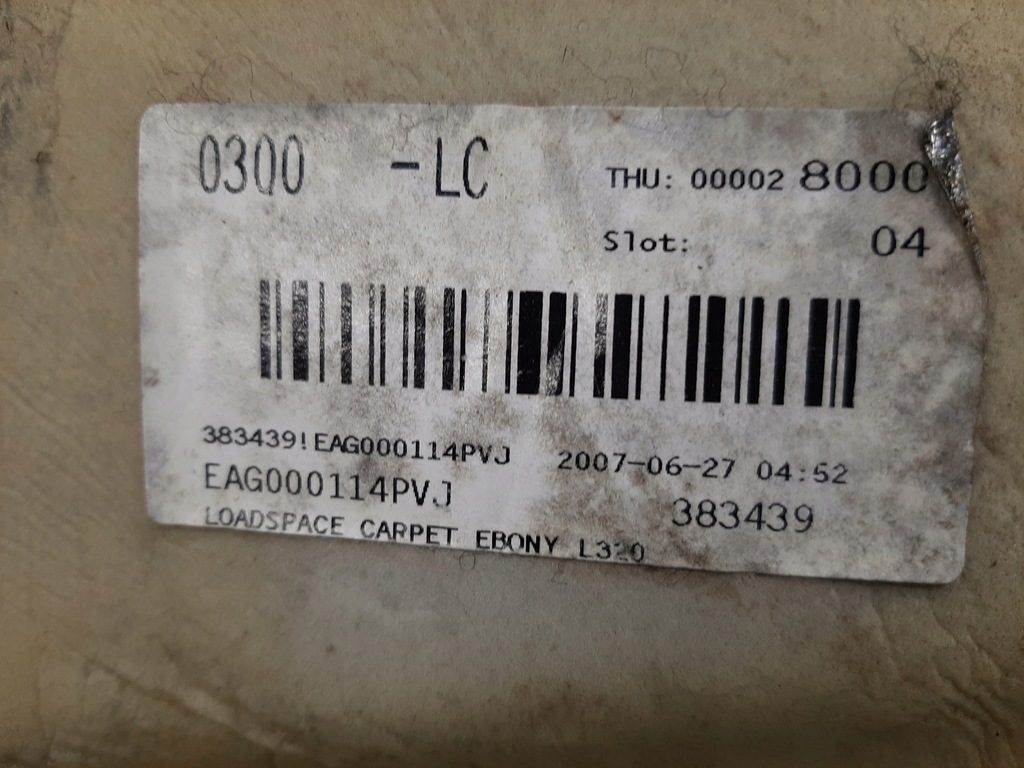 0300 -LC
THU: 00002 8000
Slot: 04
383439!EAG000114PVJ 2007-06-27 04:52
EAG000114PVJ 383439
LOADSPACE CARPET EBONY L320